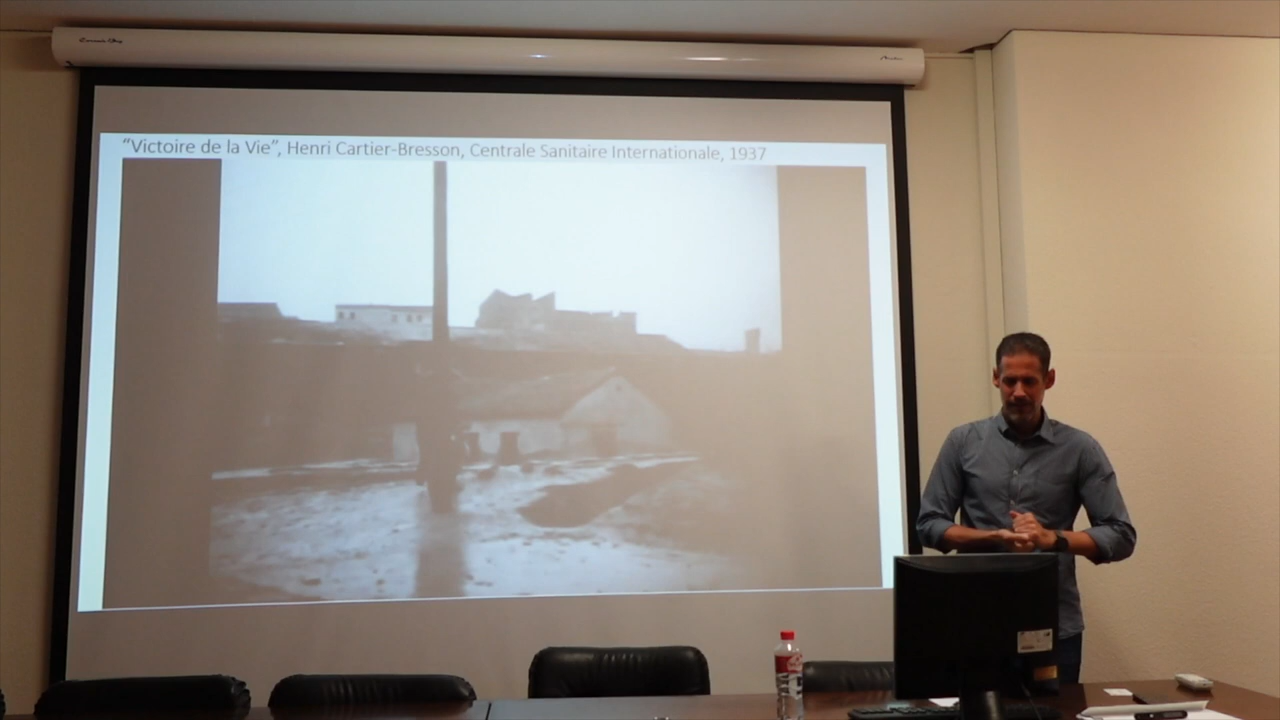 “Victoire de la Vie”, Henri Cartier-Bresson, Centrale Sanitaire Internationale, 1937